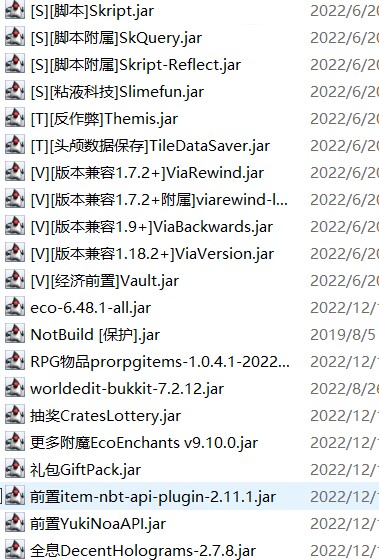 [S][脚本]Skript.jar 2022/6/20
[S][脚本附属]SkQuery.jar 2022/6/20
[S][脚本附属]Skript-Reflect.jar 2022/6/20
[S][粘液科技]Slimefun.jar 2022/6/20
[T][反作弊]Themis.jar 2022/6/20
[T][头颅数据保存]TileDataSaver.jar 2022/6/20
[V][版本兼容1.7.2+]ViaRewind.jar 2022/6/20
[V][版本兼容1.7.2+附属]viarewind-l... 2022/6/20
[V][版本兼容1.9+]ViaBackwards.jar 2022/6/20
[V][版本兼容1.18.2+]ViaVersion.jar 2022/6/20
[V][经济前置]Vault.jar 2022/6/20
eco-6.48.1-all.jar 2022/12/
NotBuild [保护].jar 2019/8/5
RPG物品prorpgitems-1.0.4.1-2022... 2022/12/
worldedit-bukkit-7.2.12.jar 2022/8/26
抽奖CratesLottery.jar 2022/12/
更多附魔EcoEnchants v9.10.0.jar 2022/12/
礼包GiftPack.jar 2022/12/
前置item-nbt-api-plugin-2.11.1.jar 2022/12/
前置YukiNoaAPI.jar 2022/12/
全息DecentHolograms-2.7.8.jar 2022/12/